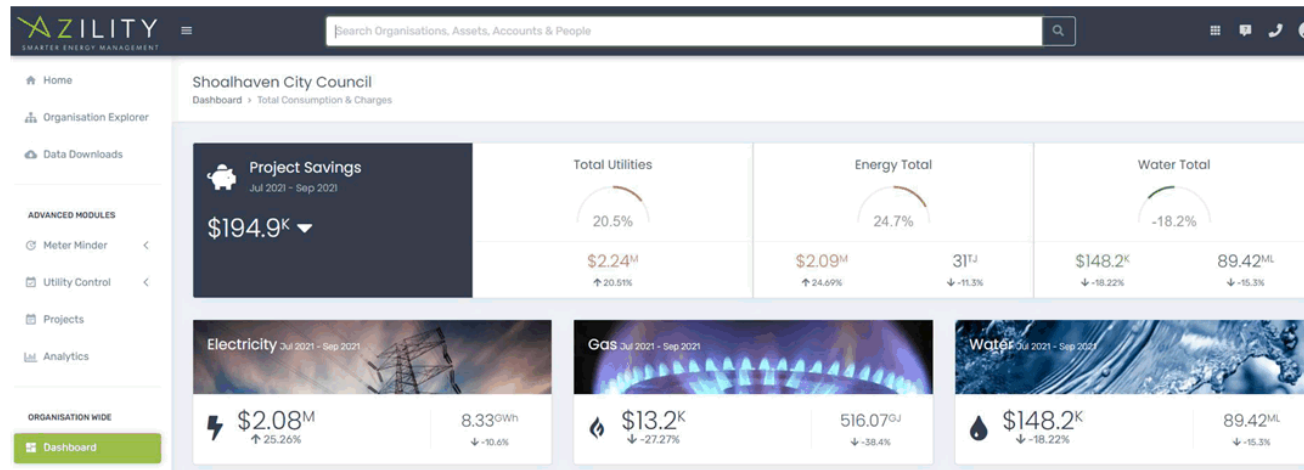 AZILITY
SMARTER ENERGY MANAGEMENT
Search Organisations, Assets, Accounts & People
Home
Organisation Explorer
Data Downloads
ADVANCED MODULES
Meter Minder
Utility Control
Projects
Analytics
ORGANISATION WIDE
Dashboard
Shoalhaven City Council
Dashboard > Total Consumption & Charges
Project Savings
Jul 2021 - Sep 2021
$194.9K
Total Utilities
20.5%
$2.24M
↑ 20.51%
Energy Total
24.7%
$2.09M
↑ 24.69%
31TJ
↓ -11.3%
Water Total
-18.2%
$148.2K
↓ -18.22%
89.42ML
↓ -15.3%
Electricity Jul 2021 - Sep 2021
$2.08M
↑ 25.26%
8.33GWh
↓ -10.6%
Gas Jul 2021 - Sep 2021
$13.2K
↓ -27.27%
516.07GJ
↓ -38.4%
Water Jul 2021 - Sep 2021
$148.2K
↓ -18.22%
89.42ML
↓ -15.3%